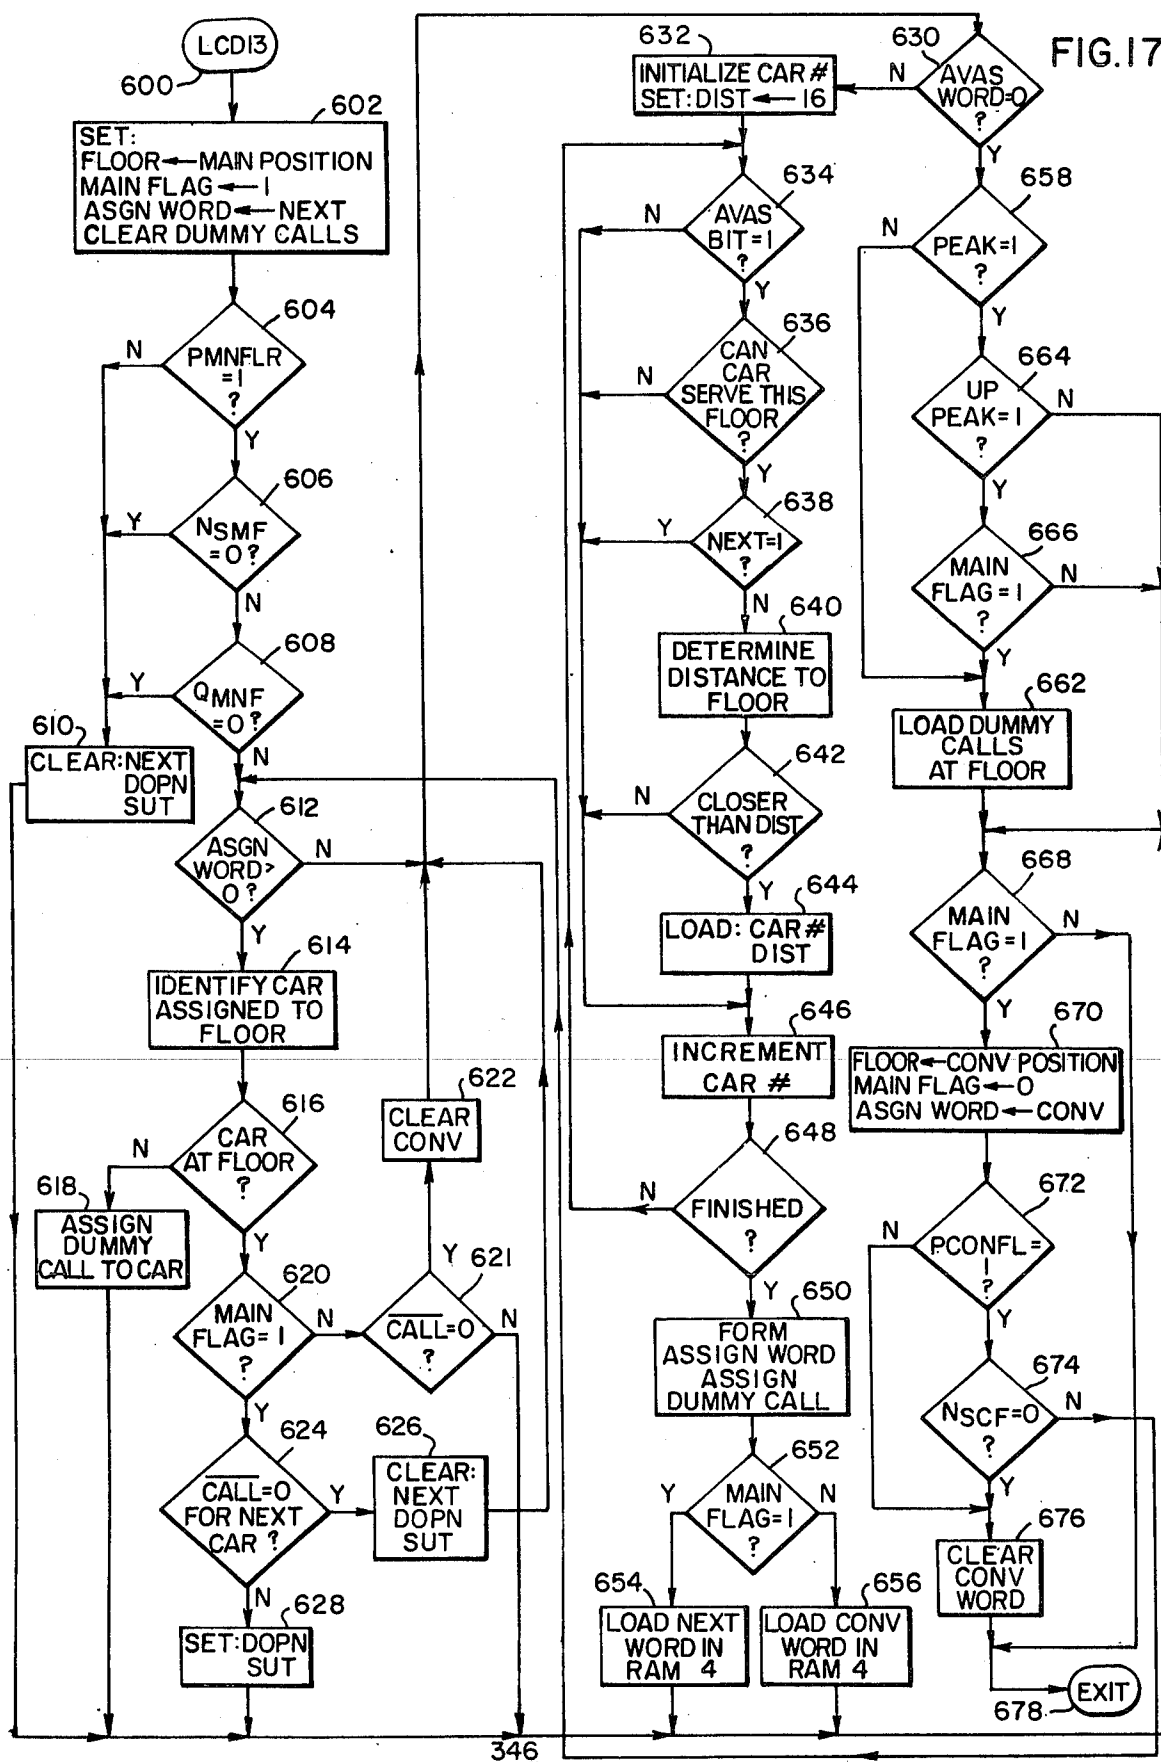 FIG.17
LCD13
600
602
SET:
FLOOR←MAIN POSITION
MAIN FLAG←1
ASGN WORD←NEXT
CLEAR DUMMY CALLS
604
PMNFLR
=1
?
N
Y
606
NSMF
=0?
Y
N
608
QMNF
=0?
Y
N
610
CLEAR:NEXT
DOPN
SUT
612
ASGN
WORD>
0?
N
Y
614
IDENTIFY CAR
ASSIGNED TO
FLOOR
616
CAR
AT FLOOR
?
N
Y
618
ASSIGN
DUMMY
CALL TO CAR
620
MAIN
FLAG=1
?
N
Y
621
CALL=0
?
Y
N
622
CLEAR
CONV
624
CALL=0
FOR NEXT
CAR?
Y
N
626
CLEAR:
NEXT
DOPN
SUT
628
SET:DOPN
SUT
346
630
AVAS
WORD=0
?
N
Y
632
INITIALIZE CAR #
SET:DIST←16
634
AVAS
BIT=1
?
N
Y
636
CAN
CAR
SERVE THIS
FLOOR
?
N
Y
638
NEXT=1
?
Y
N
640
DETERMINE
DISTANCE TO
FLOOR
642
CLOSER
THAN DIST
?
N
Y
644
LOAD: CAR #
DIST
646
INCREMENT
CAR #
648
FINISHED
?
N
Y
650
FORM
ASSIGN WORD
ASSIGN
DUMMY CALL
652
MAIN
FLAG=1
?
Y
N
654
LOAD NEXT
WORD IN
RAM 4
656
LOAD CONV
WORD IN
RAM 4
658
PEAK=1
?
N
Y
664
UP
PEAK=1
?
N
Y
666
MAIN
FLAG=1
?
N
Y
662
LOAD DUMMY
CALLS
AT FLOOR
668
MAIN
FLAG=1
?
N
Y
670
FLOOR←CONV POSITION
MAIN FLAG←0
ASGN WORD←CONV
672
PCONFL=
1
?
N
Y
674
NSCF=0
?
N
Y
676
CLEAR
CONV
WORD
EXIT
678